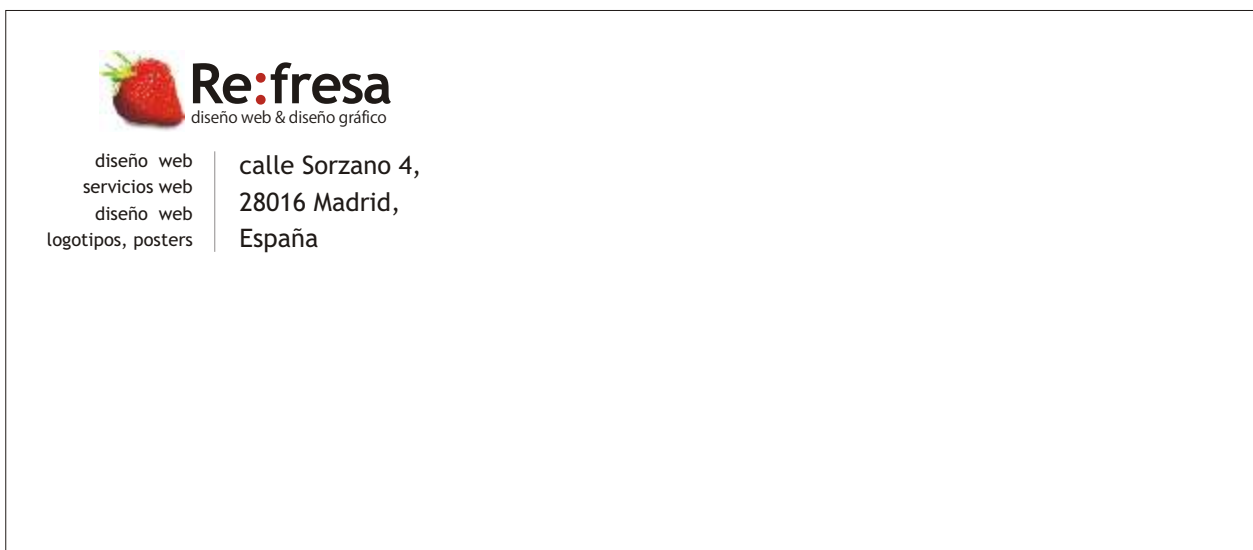 Re:fresa
diseño web & diseño gráfico
diseño web
servicios web
diseño web
logotipos, posters
calle Sorzano 4,
28016 Madrid,
España